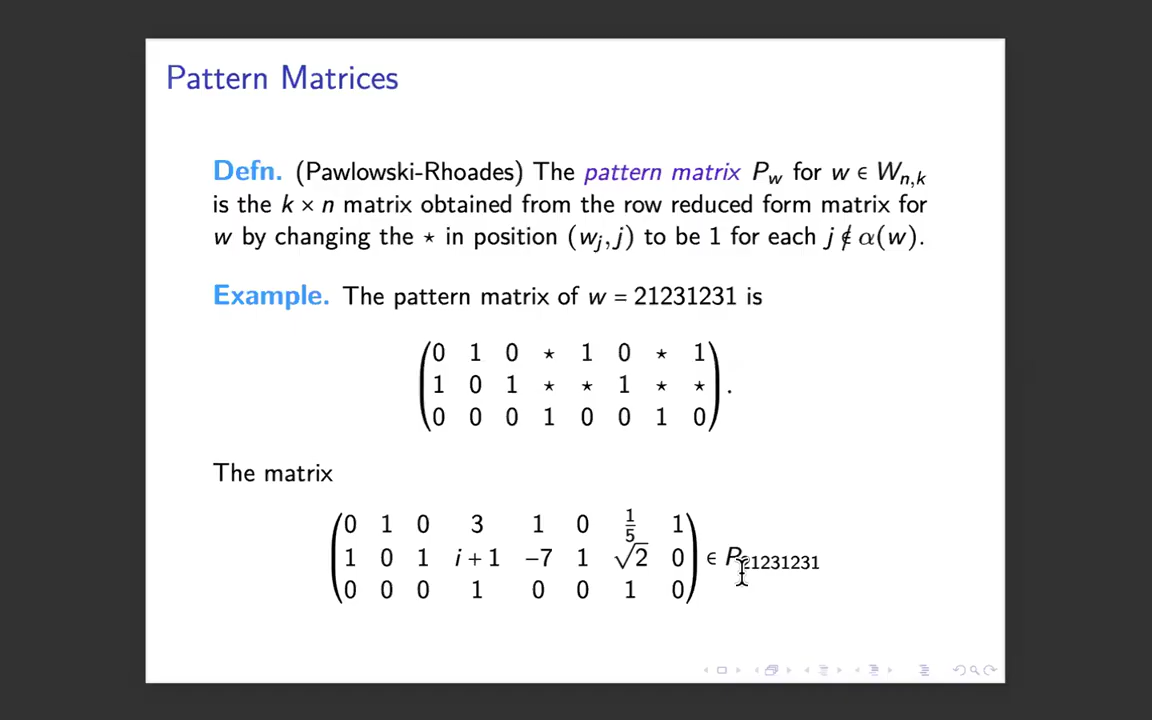 Pattern Matrices
Defn. (Pawlowski-Rhoades) The pattern matrix P_w for w ∈ W_{n,k}
is the k × n matrix obtained from the row reduced form matrix for
w by changing the ⋆ in position (w_j, j) to be 1 for each j ∉ α(w).
Example. The pattern matrix of w = 21231231 is
0 1 0 ⋆ 1 0 ⋆ 1
1 0 1 ⋆ ⋆ 1 ⋆ ⋆ .
0 0 0 1 0 0 1 0
The matrix
0 1 0 3 1 0 1/5 1
1 0 1 i + 1 −7 1 √2 0 ∈ P_{21231231}
0 0 0 1 0 0 1 0